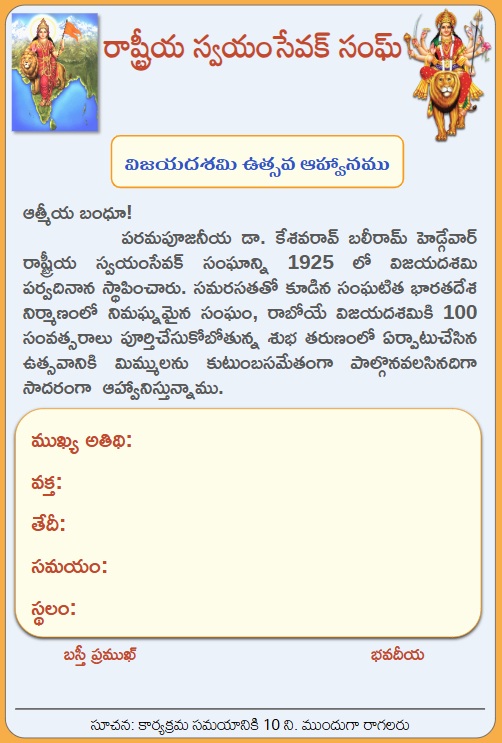 రాష్ట్రీయ స్వయంసేవక్ సంఘ్
విజయదశమి ఉత్సవ ఆహ్వానము
ఆత్మీయ బంధూ!
పరమపూజనీయ డా. కేశవరావ్ బలీరామ్ హెడ్గేవార్
రాష్ట్రీయ స్వయంసేవక్ సంఘాన్ని 1925 లో విజయదశమి
పర్వదినాన స్థాపించారు. సమరసతతో కూడిన సంఘటిత భారతదేశ
నిర్మాణంలో నిమఘ్నమైన సంఘం, రాబోయే విజయదశమికి 100
సంవత్సరాలు పూర్తిచేసుకోబోతున్న శుభ తరుణంలో ఏర్పాటుచేసిన
ఉత్సవానికి మిమ్ములను కుటుంబసమేతంగా పాల్గొనవలసినదిగా
సాదరంగా ఆహ్వానిస్తున్నాము.
ముఖ్య అతిథి:
వక్త:
తేదీ:
సమయం:
స్థలం:
బస్తీ ప్రముఖ్ భవదీయ
సూచన: కార్యక్రమ సమయానికి 10 ని. ముందుగా రాగలరు